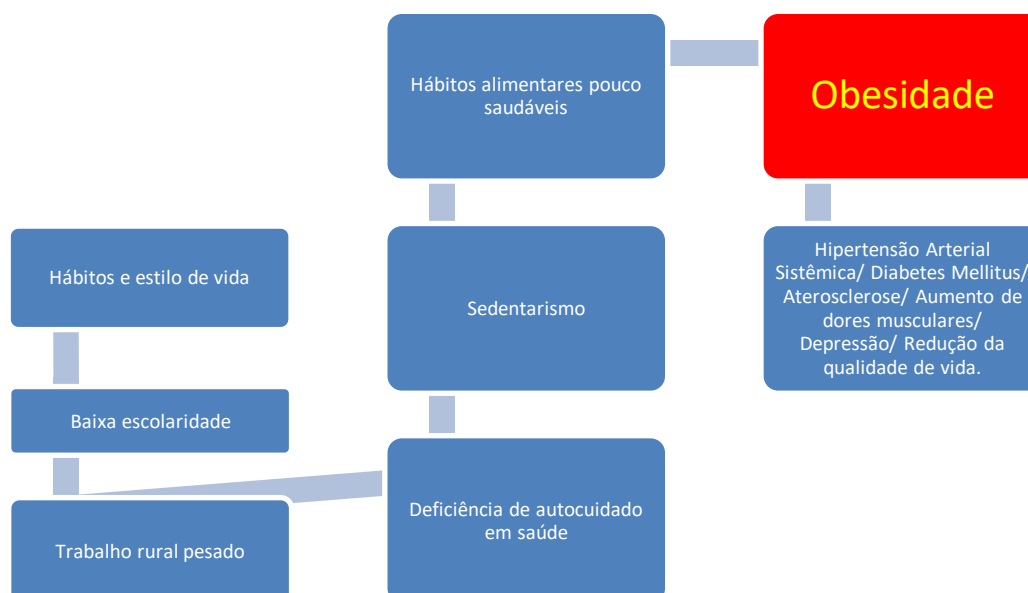 Hábitos e estilo de vida
Baixa escolaridade
Trabalho rural pesado
Deficiência de autocuidado
em saúde
Sedentarismo
Hábitos alimentares pouco
saudáveis
Obesidade
Hipertensão Arterial
Sistêmica/ Diabetes Mellitus/
Aterosclerose/ Aumento de
dores musculares/
Depressão/ Redução da
qualidade de vida.